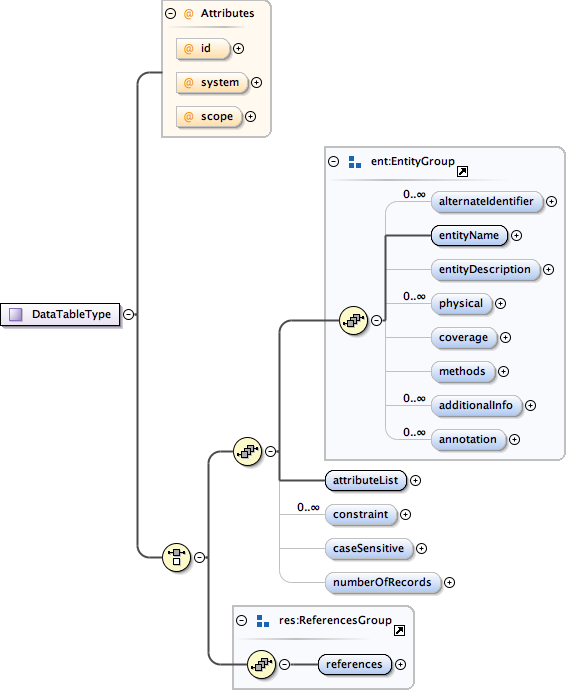 @ Attributes
@ id
@ system
@ scope
ent:EntityGroup
0..∞
alternateIdentifier
entityName
entityDescription
0..∞
physical
DataTableType
coverage
methods
0..∞
additionalInfo
0..∞
annotation
attributeList
0..∞
constraint
caseSensitive
numberOfRecords
res:ReferencesGroup
references